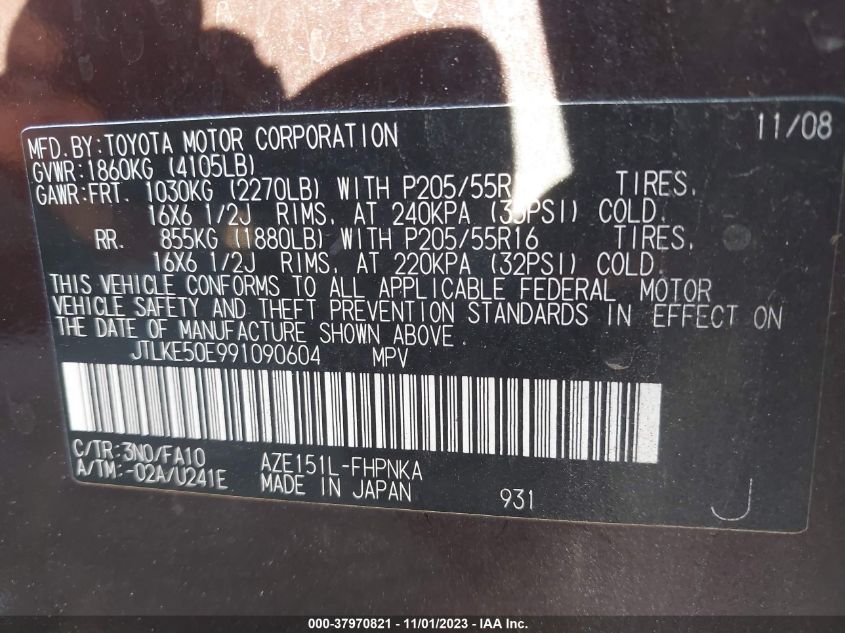 MFD.BY:TOYOTA MOTOR CORPORATION 11/08
GVWR:1860KG (4105LB)
GAWR:FRT. 1030KG (2270LB) WITH P205/55R TIRES,
16X6 1/2J RIMS, AT 240KPA (35PSI) COLD.
RR. 855KG (1880LB) WITH P205/55R16 TIRES,
16X6 1/2J RIMS, AT 220KPA (32PSI) COLD.
THIS VEHICLE CONFORMS TO ALL APPLICABLE FEDERAL MOTOR
VEHICLE SAFETY AND THEFT PREVENTION STANDARDS IN EFFECT ON
THE DATE OF MANUFACTURE SHOWN ABOVE.
JTLKE50E991090604 MPV
C/TR:3N0/FA10 AZE151L-FHPNKA
A/TM:-02A/U241E MADE IN JAPAN 931 J
000-37970821 - 11/01/2023 - IAA Inc.